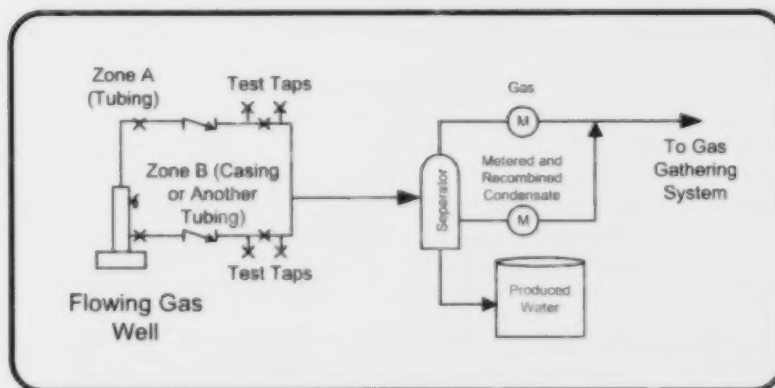 Zone A
(Tubing)
Test Taps
Zone B (Casing
or Another
Tubing)
Test Taps
Flowing Gas
Well
Separator
Gas
M
Metered and
Recombined
Condensate
M
Produced
Water
To Gas
Gathering
System